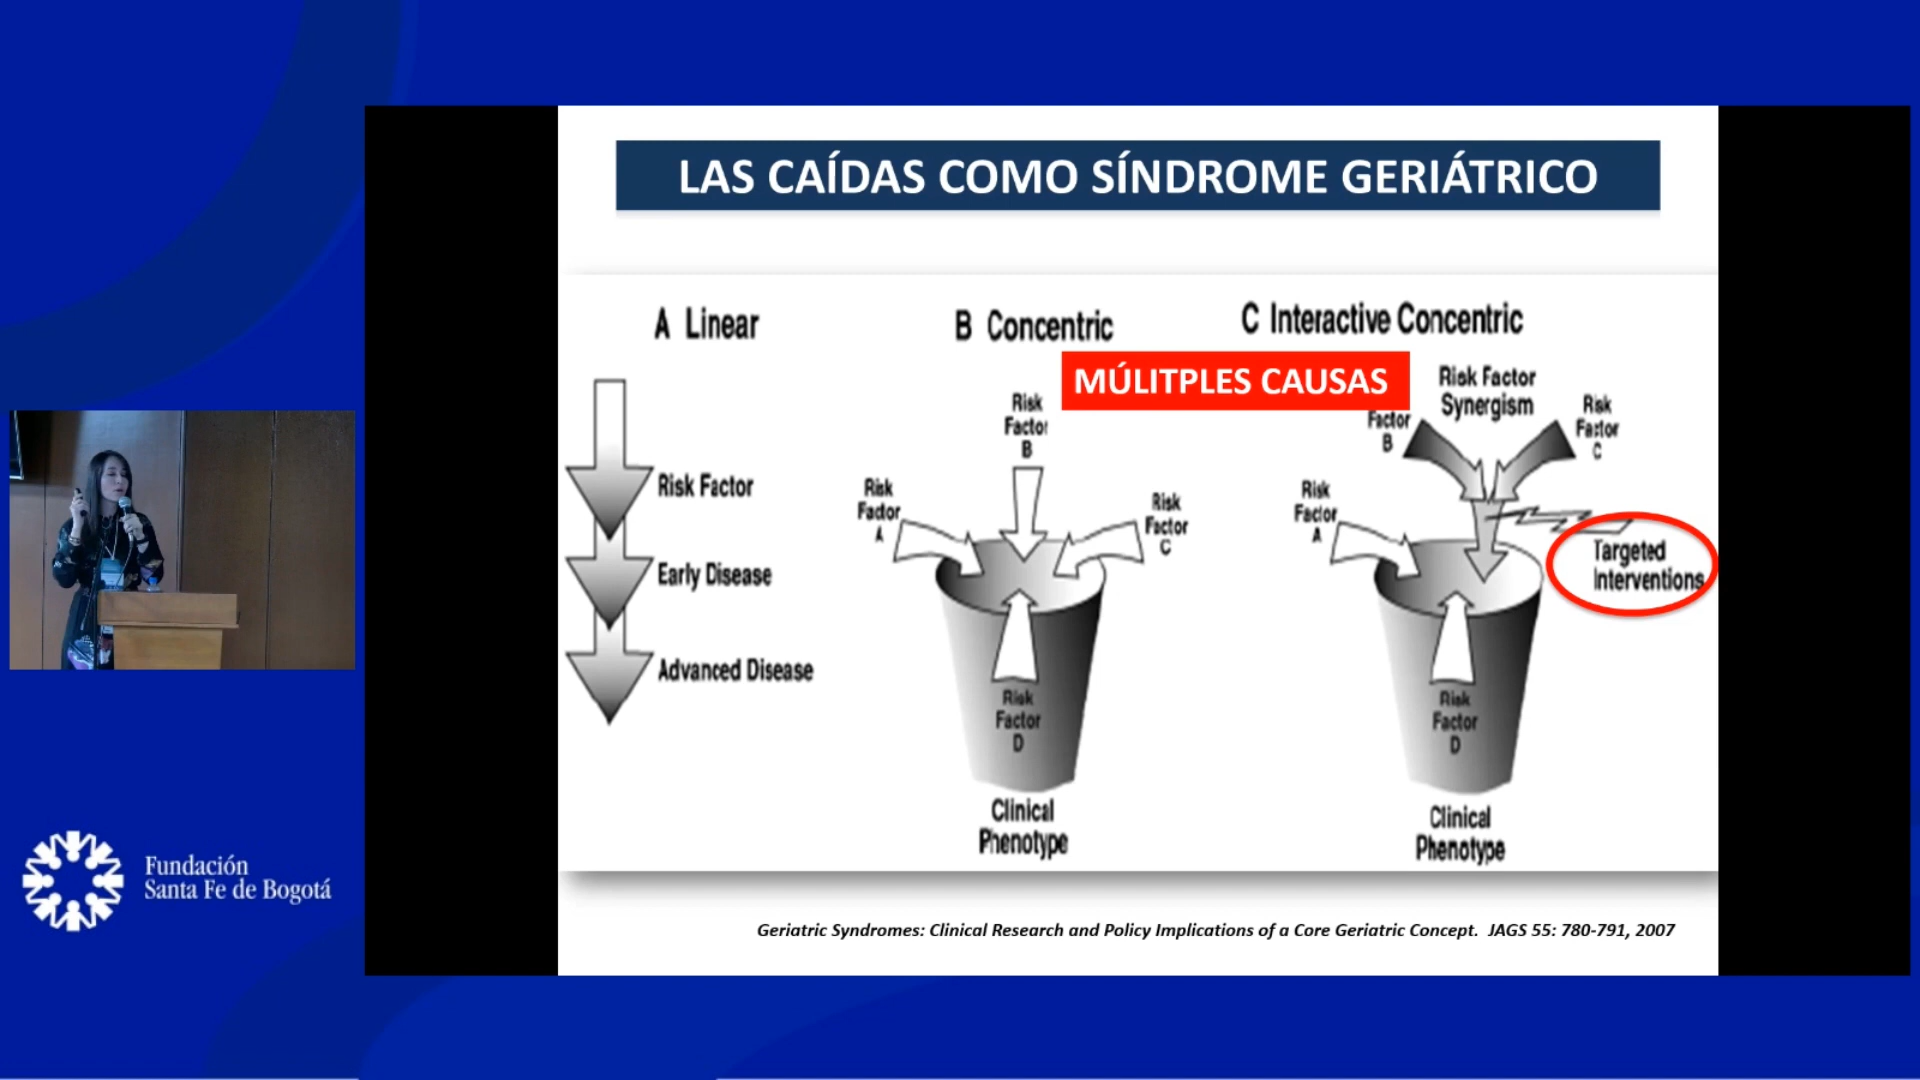 LAS CAÍDAS COMO SÍNDROME GERIÁTRICO
A Linear
Risk Factor
Early Disease
Advanced Disease
B Concentric
MÚLITPLES CAUSAS
Risk
Factor
A
Risk
Factor
B
Risk
Factor
C
Risk
Factor
D
Clinical
Phenotype
C Interactive Concentric
Risk Factor
Synergism
Risk
Factor
A
Factor
B
Risk
Factor
C
Targeted
Interventions
Risk
Factor
D
Clinical
Phenotype
Geriatric Syndromes: Clinical Research and Policy Implications of a Core Geriatric Concept. JAGS 55: 780-791, 2007
Fundación
Santa Fe de Bogotá